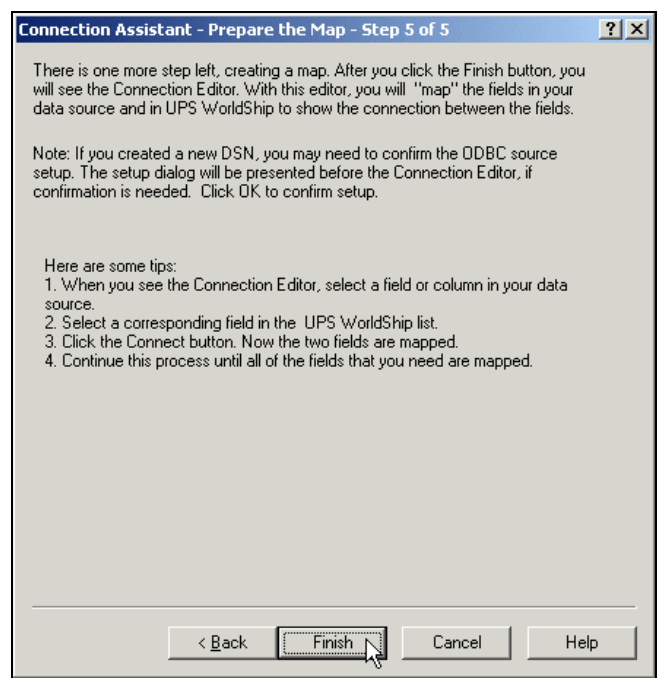 Connection Assistant - Prepare the Map - Step 5 of 5
There is one more step left, creating a map. After you click the Finish button, you
will see the Connection Editor. With this editor, you will  "map" the fields in your
data source and in UPS WorldShip to show the connection between the fields.
Note: If you created a new DSN, you may need to confirm the ODBC source
setup. The setup dialog will be presented before the Connection Editor, if
confirmation is needed.  Click OK to confirm setup.
Here are some tips:
1. When you see the Connection Editor, select a field or column in your data
source.
2. Select a corresponding field in the  UPS WorldShip list.
3. Click the Connect button. Now the two fields are mapped.
4. Continue this process until all of the fields that you need are mapped.
< Back Finish Cancel Help